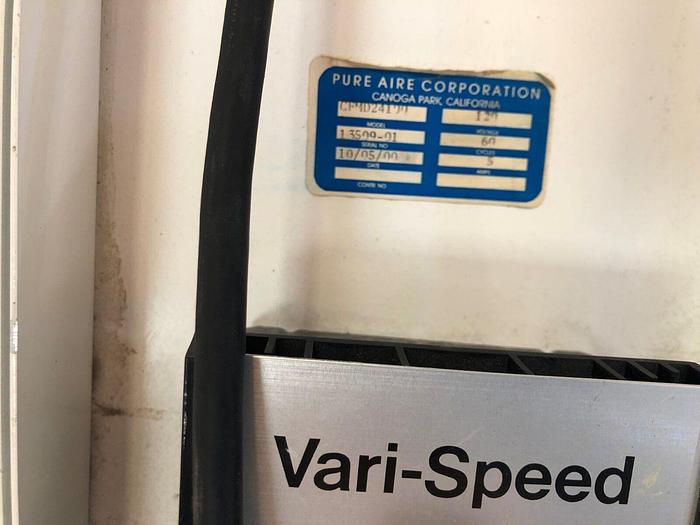 PURE AIRE CORPORATION
CANOGA PARK, CALIFORNIA
120
MODEL VOLTAGE
13509-01 60
SERIAL NO CYCLES
10/05/00 5
DATE AMPS
CONTR NO
Vari-Speed